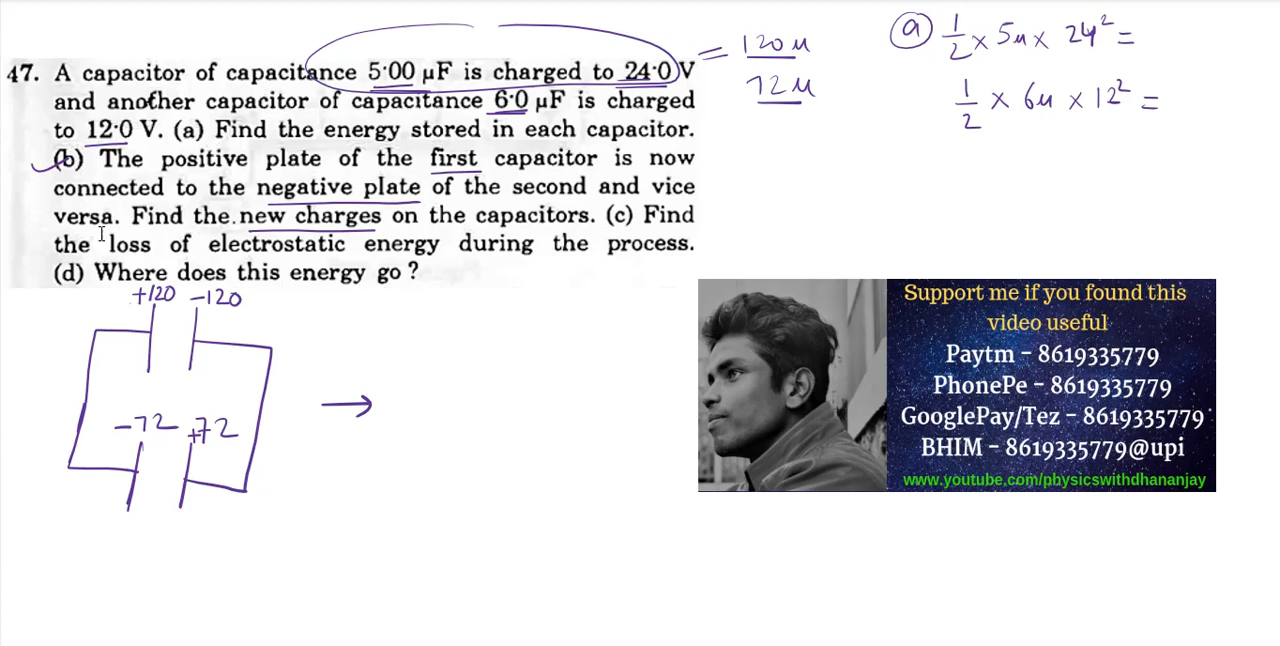 47. A capacitor of capacitance 5·00 µF is charged to 24·0 V
and another capacitor of capacitance 6·0 µF is charged
to 12·0 V. (a) Find the energy stored in each capacitor.
(b) The positive plate of the first capacitor is now
connected to the negative plate of the second and vice
versa. Find the new charges on the capacitors. (c) Find
the loss of electrostatic energy during the process.
(d) Where does this energy go ?
= 120 µ
72 µ
(a) 1/2 × 5µ × 24² =
1/2 × 6µ × 12² =
+120 -120
-72 +72
Support me if you found this
video useful
Paytm - 8619335779
PhonePe - 8619335779
GooglePay/Tez - 8619335779
BHIM - 8619335779@upi
www.youtube.com/physicswithdhananjay